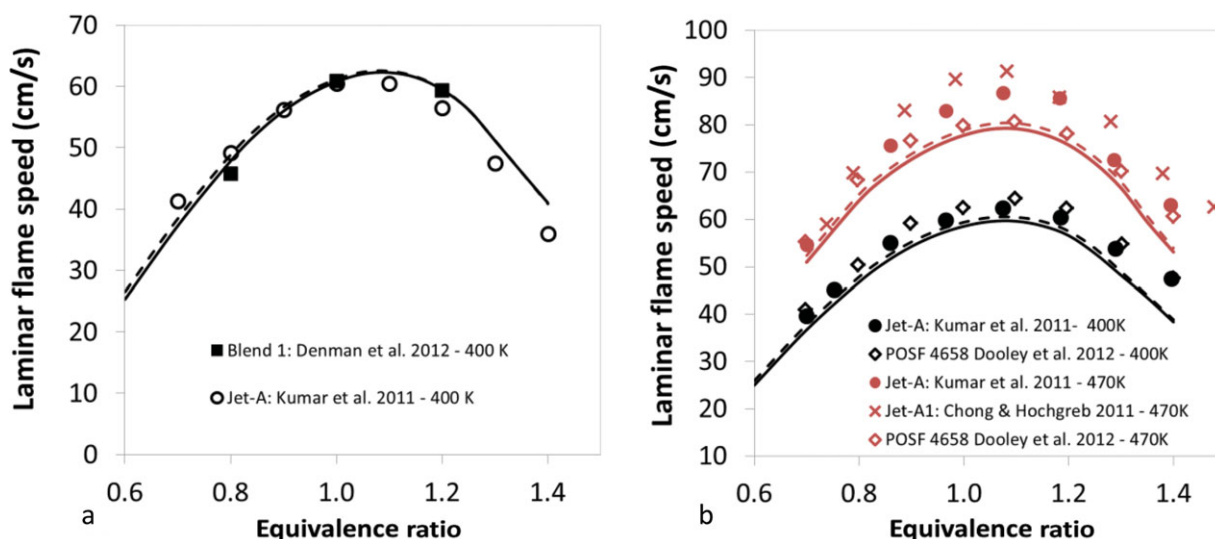 Laminar flame speed (cm/s)
70
60
50
40
30
20
10
0
Blend 1: Denman et al. 2012 - 400 K
Jet-A: Kumar et al. 2011 - 400 K
0.6 0.8 1.0 1.2 1.4
Equivalence ratio
a
Laminar flame speed (cm/s)
100
90
80
70
60
50
40
30
20
10
Jet-A: Kumar et al. 2011- 400K
POSF 4658 Dooley et al. 2012 - 400K
Jet-A: Kumar et al. 2011 - 470K
Jet-A1: Chong & Hochgreb 2011 - 470K
POSF 4658 Dooley et al. 2012 - 470K
0.6 0.8 1.0 1.2 1.4
Equivalence ratio
b